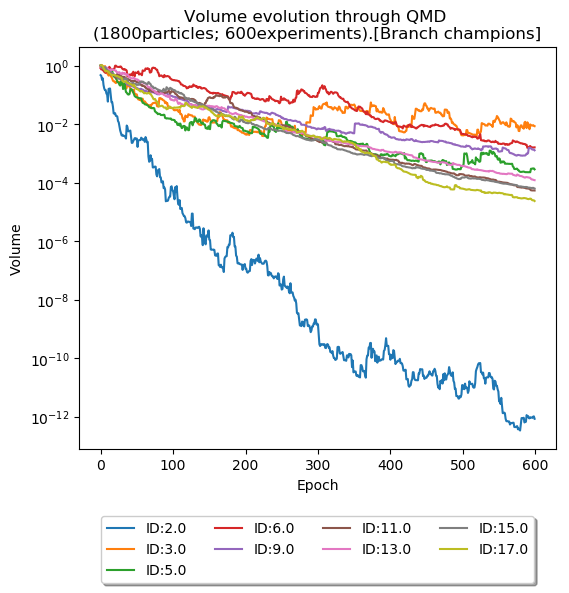 Volume evolution through QMD
(1800particles; 600experiments).[Branch champions]
10^0
10^-2
10^-4
10^-6
10^-8
10^-10
10^-12
Volume
0 100 200 300 400 500 600
Epoch
ID:2.0 ID:6.0 ID:11.0 ID:15.0
ID:3.0 ID:9.0 ID:13.0 ID:17.0
ID:5.0